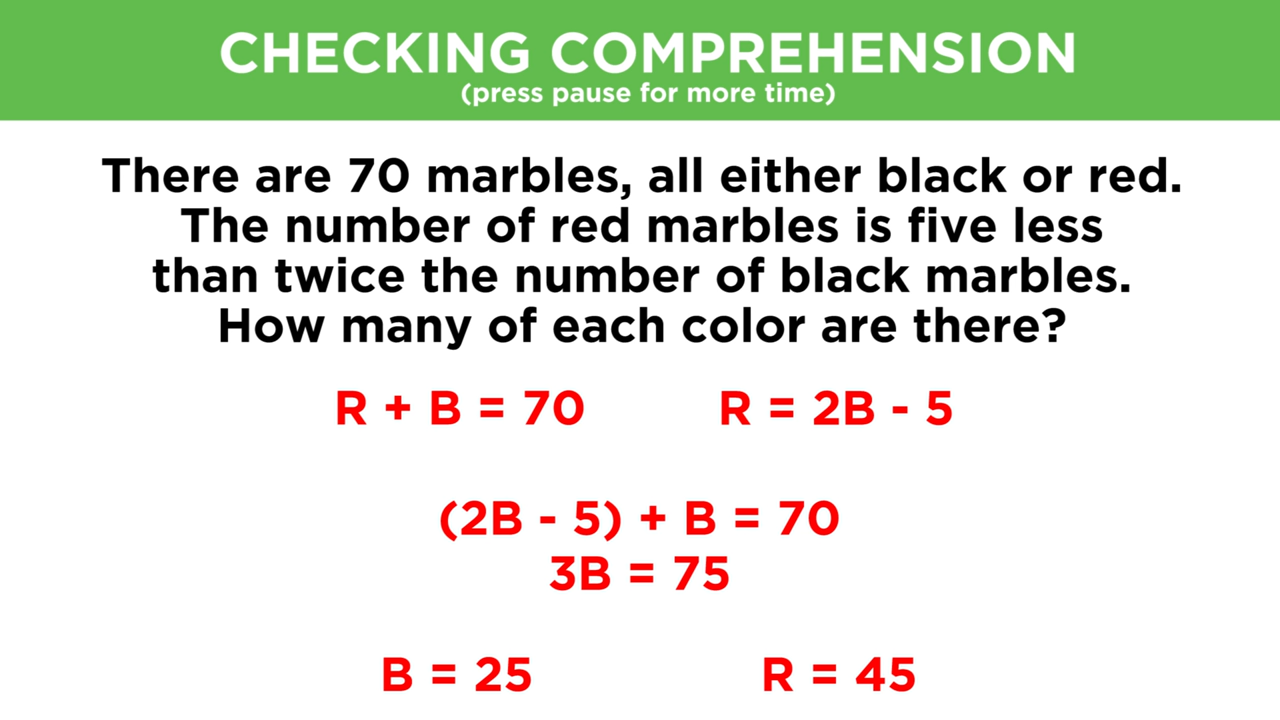 CHECKING COMPREHENSION
(press pause for more time)
There are 70 marbles, all either black or red.
The number of red marbles is five less
than twice the number of black marbles.
How many of each color are there?
R + B = 70 R = 2B - 5
(2B - 5) + B = 70
3B = 75
B = 25 R = 45